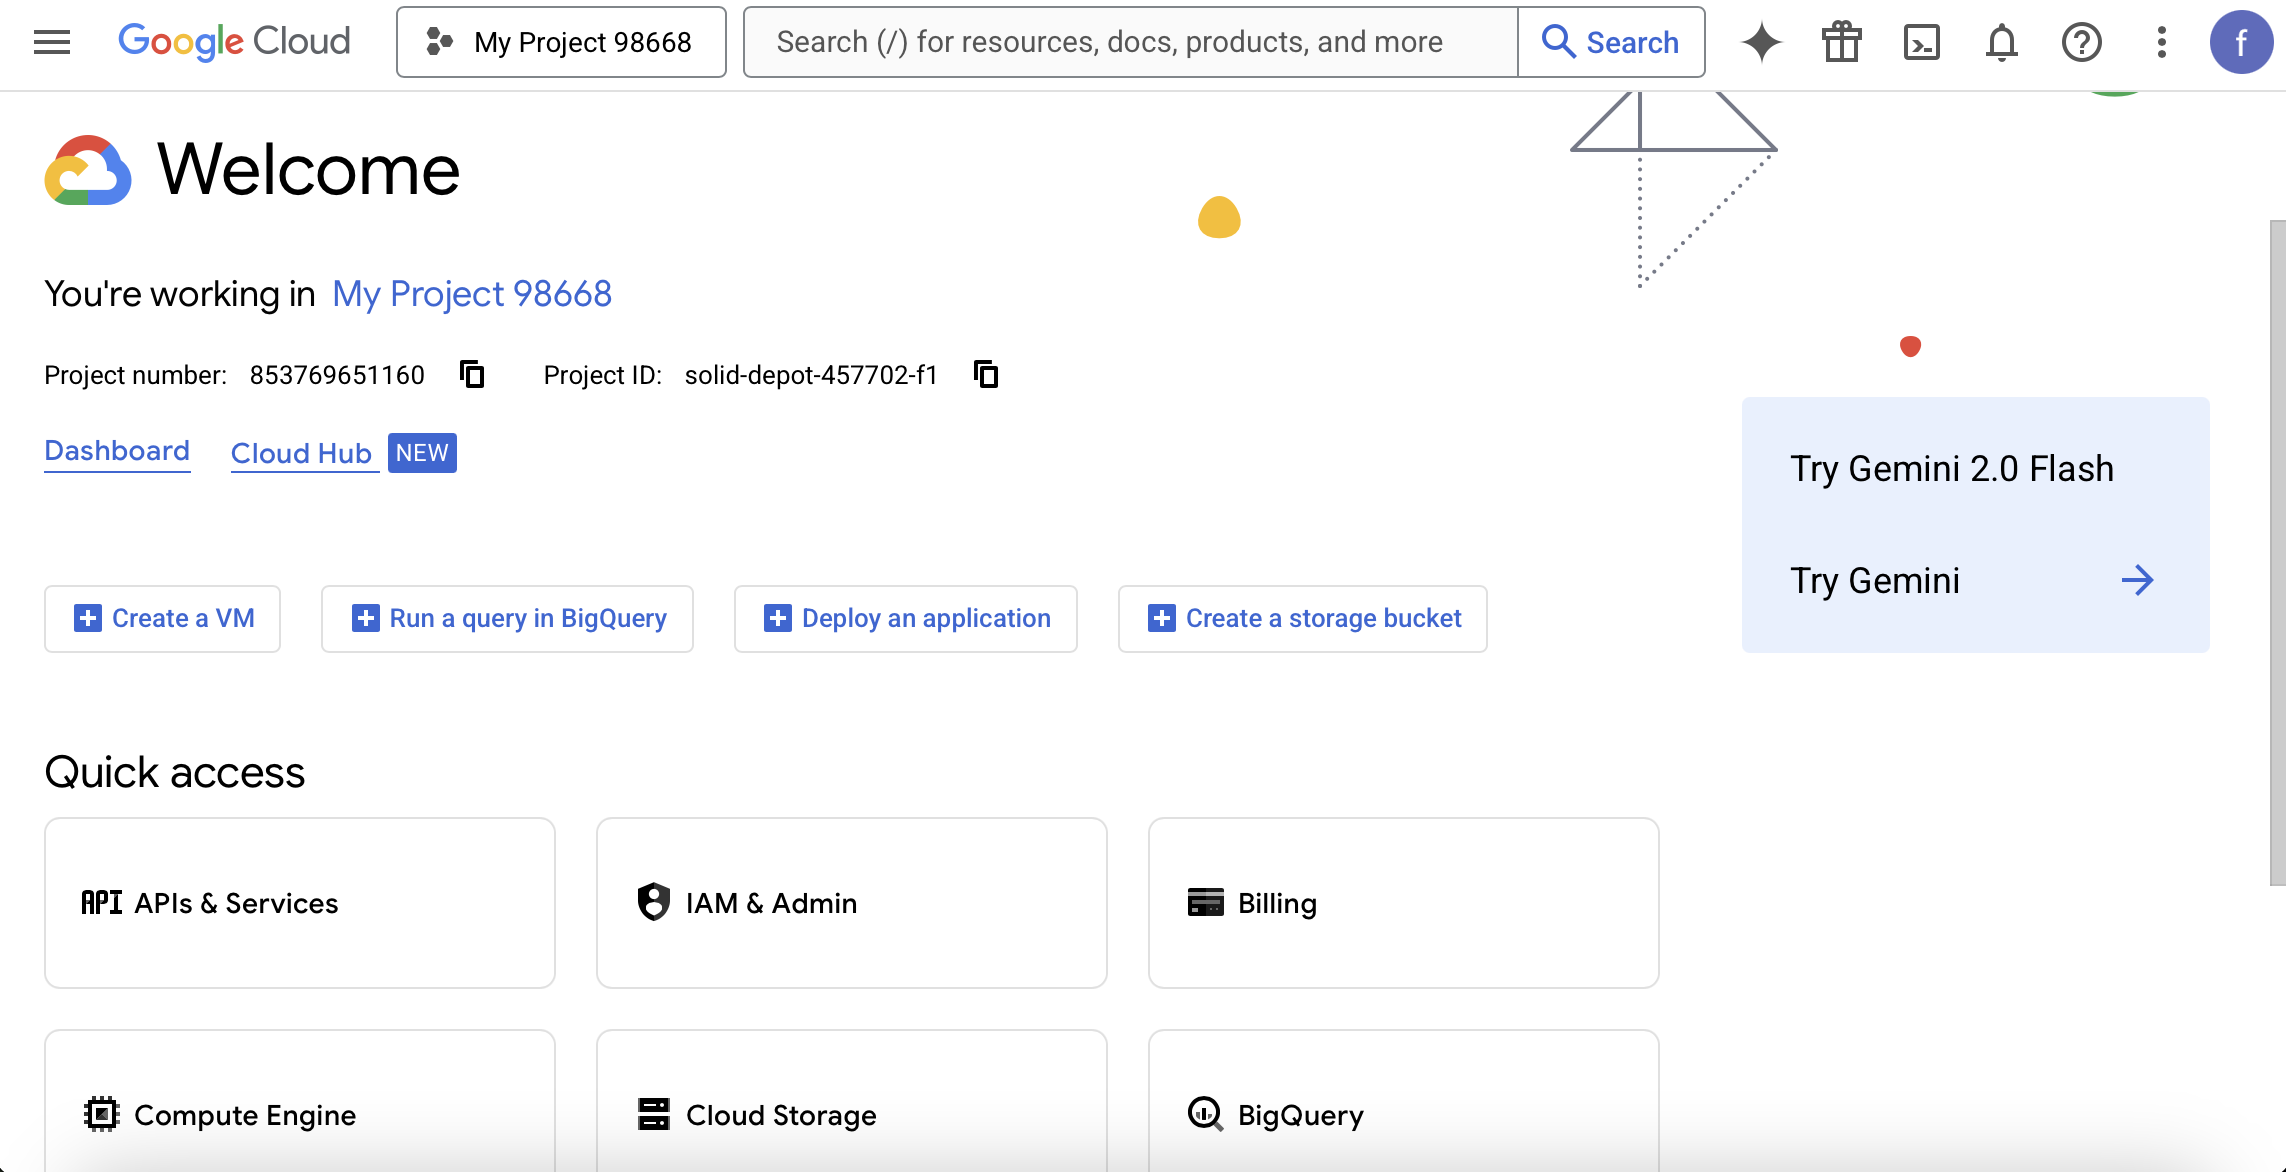 Google Cloud
My Project 98668
Search (/) for resources, docs, products, and more
Search
f
Welcome
You're working in My Project 98668
Project number: 853769651160 Project ID: solid-depot-457702-f1
Dashboard Cloud Hub NEW
Try Gemini 2.0 Flash
Try Gemini
Create a VM
Run a query in BigQuery
Deploy an application
Create a storage bucket
Quick access
API APIs & Services
IAM & Admin
Billing
Compute Engine
Cloud Storage
BigQuery